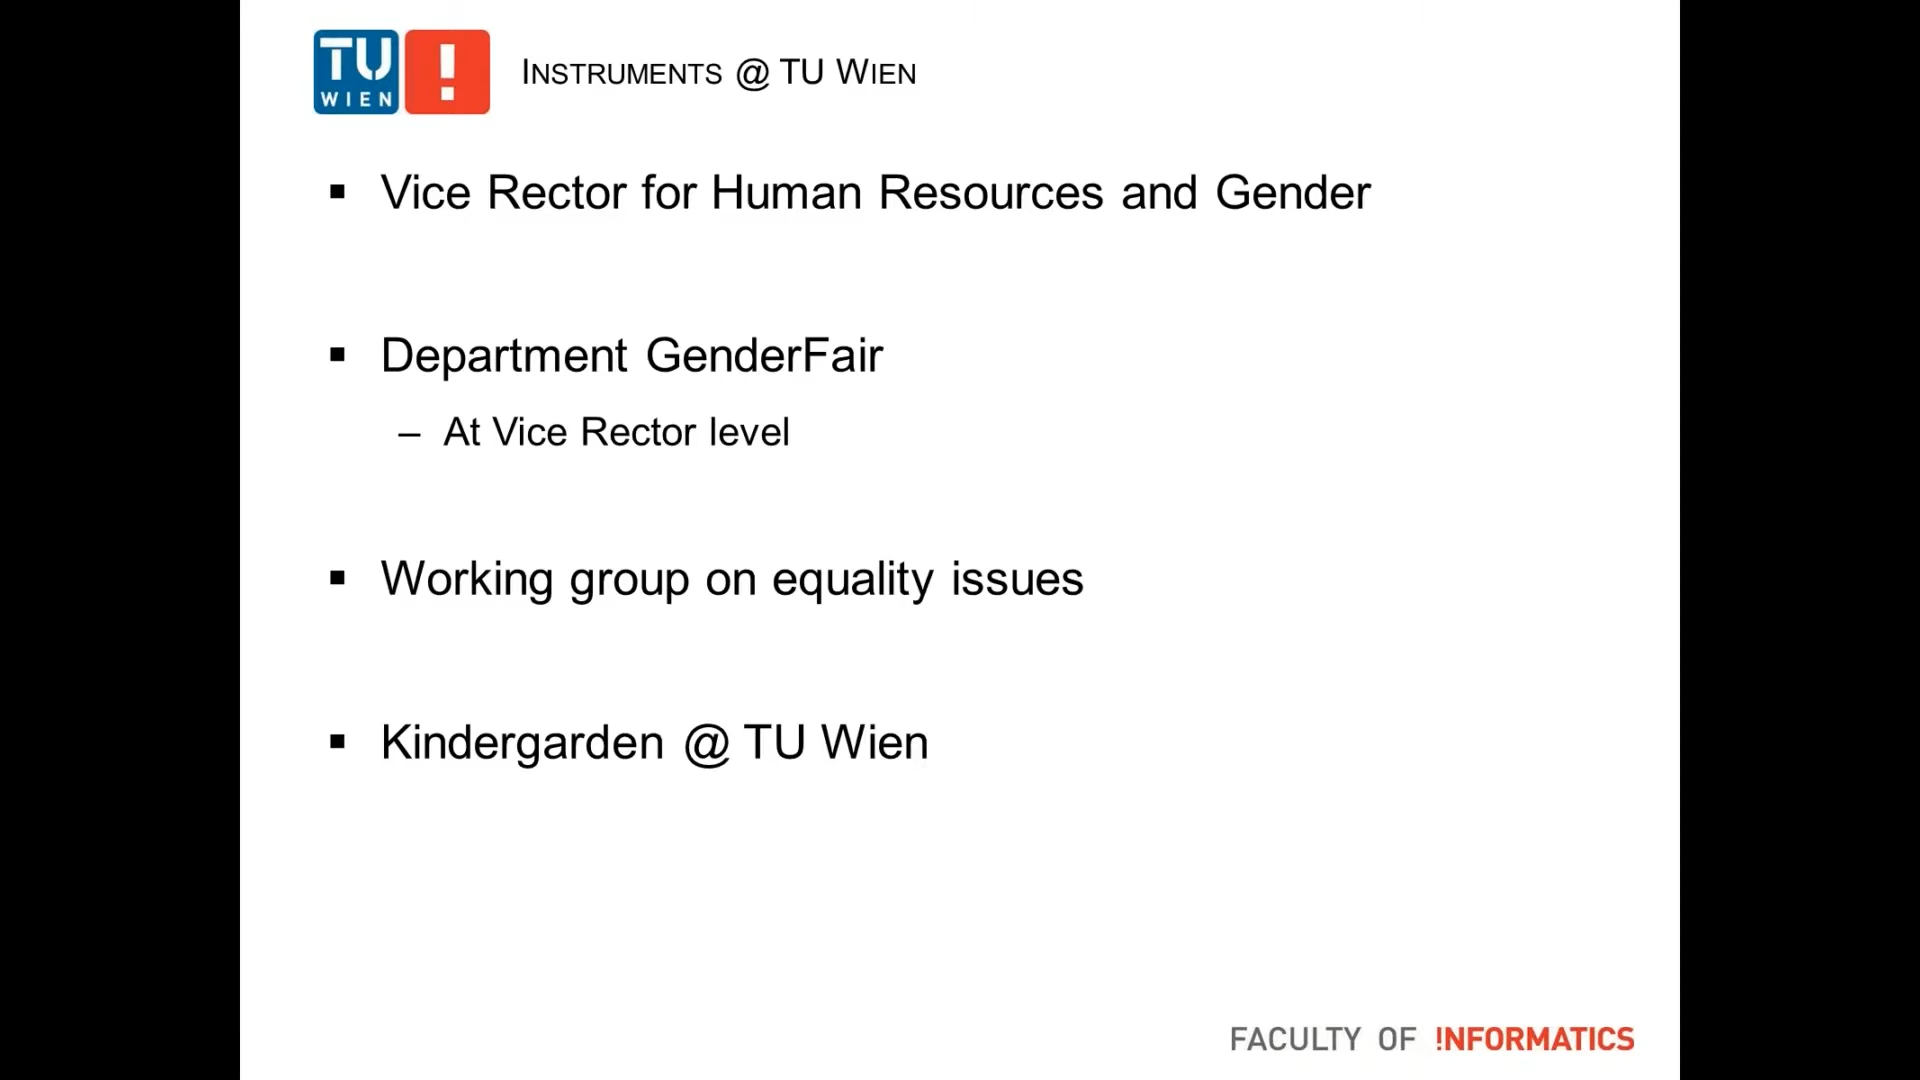 TU
WIEN
!
INSTRUMENTS @ TU WIEN
▪ Vice Rector for Human Resources and Gender
▪ Department GenderFair
– At Vice Rector level
▪ Working group on equality issues
▪ Kindergarden @ TU Wien
FACULTY OF !NFORMATICS